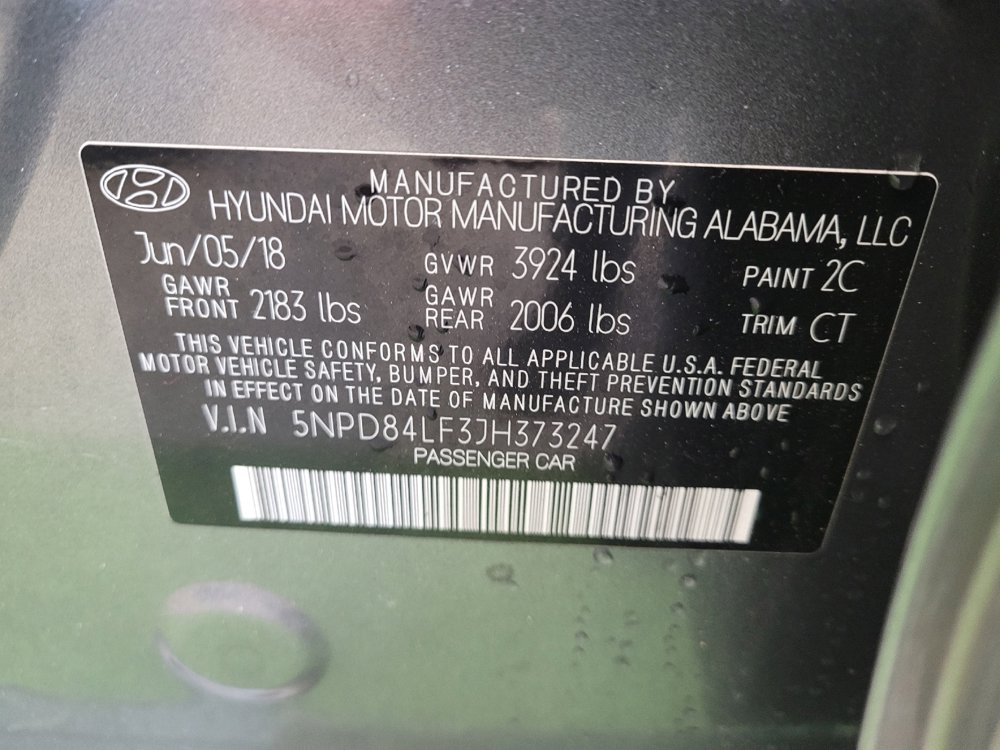 MANUFACTURED BY
HYUNDAI MOTOR MANUFACTURING ALABAMA, LLC
Jun/05/18 GVWR 3924 lbs PAINT 2C
GAWR FRONT 2183 lbs GAWR REAR 2006 lbs TRIM CT
THIS VEHICLE CONFORMS TO ALL APPLICABLE U.S.A. FEDERAL
MOTOR VEHICLE SAFETY, BUMPER, AND THEFT PREVENTION STANDARDS
IN EFFECT ON THE DATE OF MANUFACTURE SHOWN ABOVE
V.I.N 5NPD84LF3JH373247
PASSENGER CAR